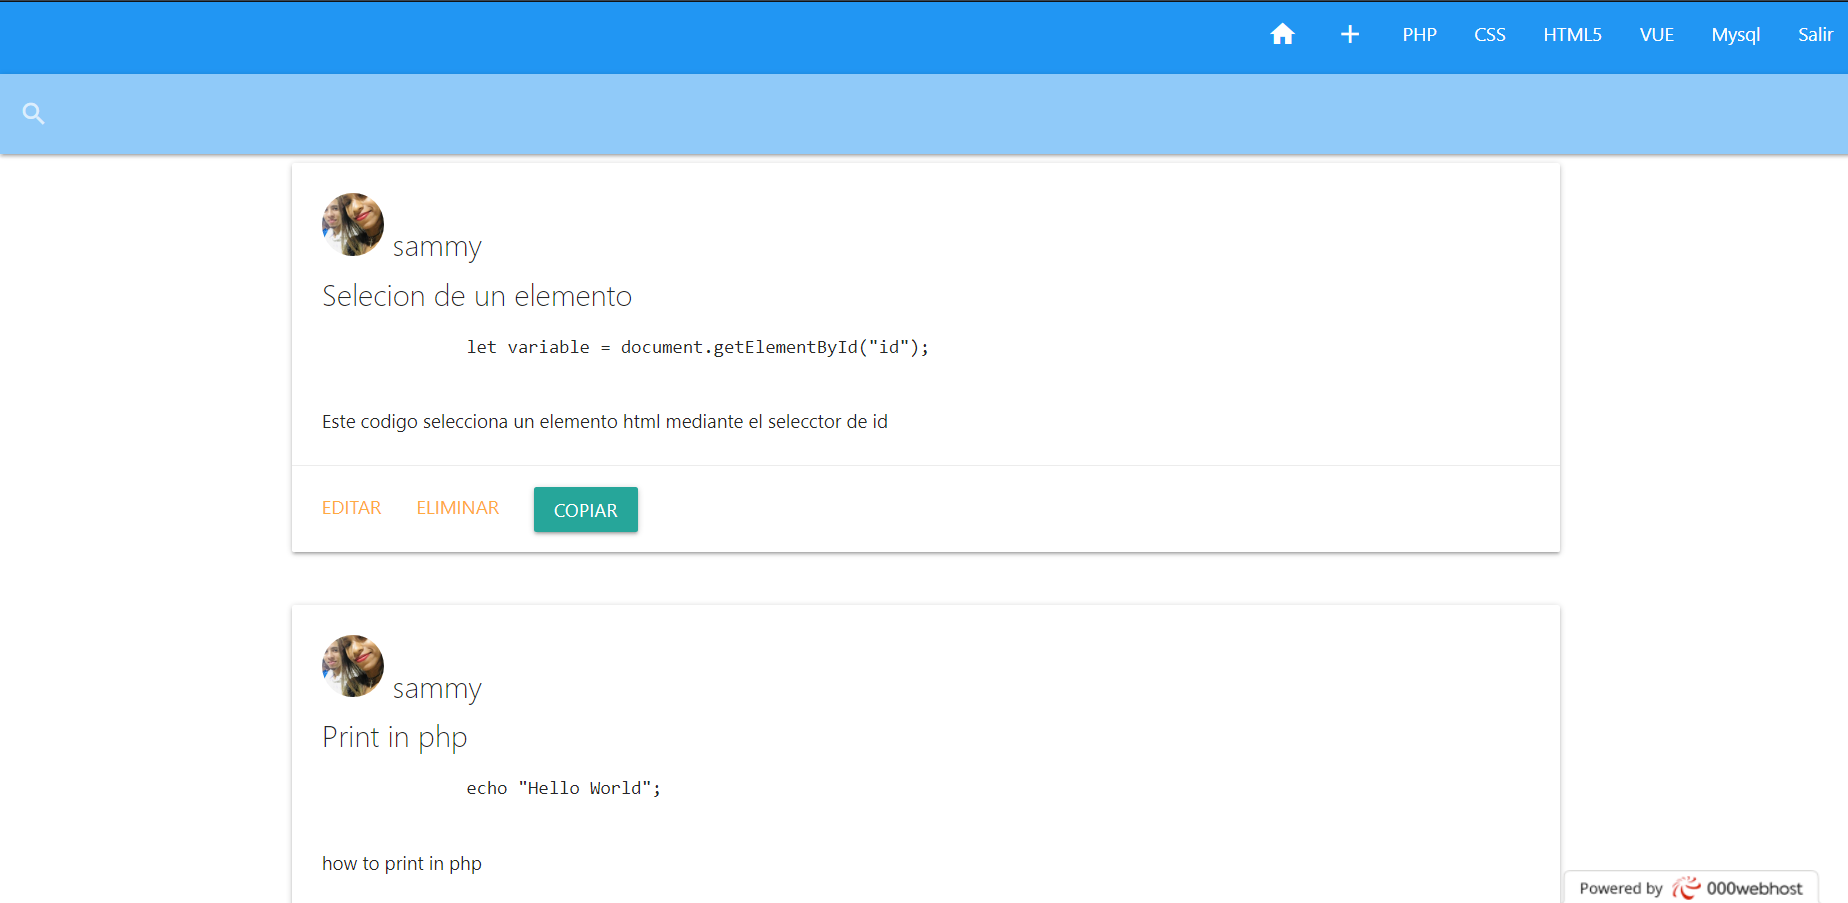 PHP CSS HTML5 VUE Mysql Salir
sammy
Selecion de un elemento
let variable = document.getElementById("id");
Este codigo selecciona un elemento html mediante el selecctor de id
EDITAR ELIMINAR COPIAR
sammy
Print in php
echo "Hello World";
how to print in php
Powered by 000webhost